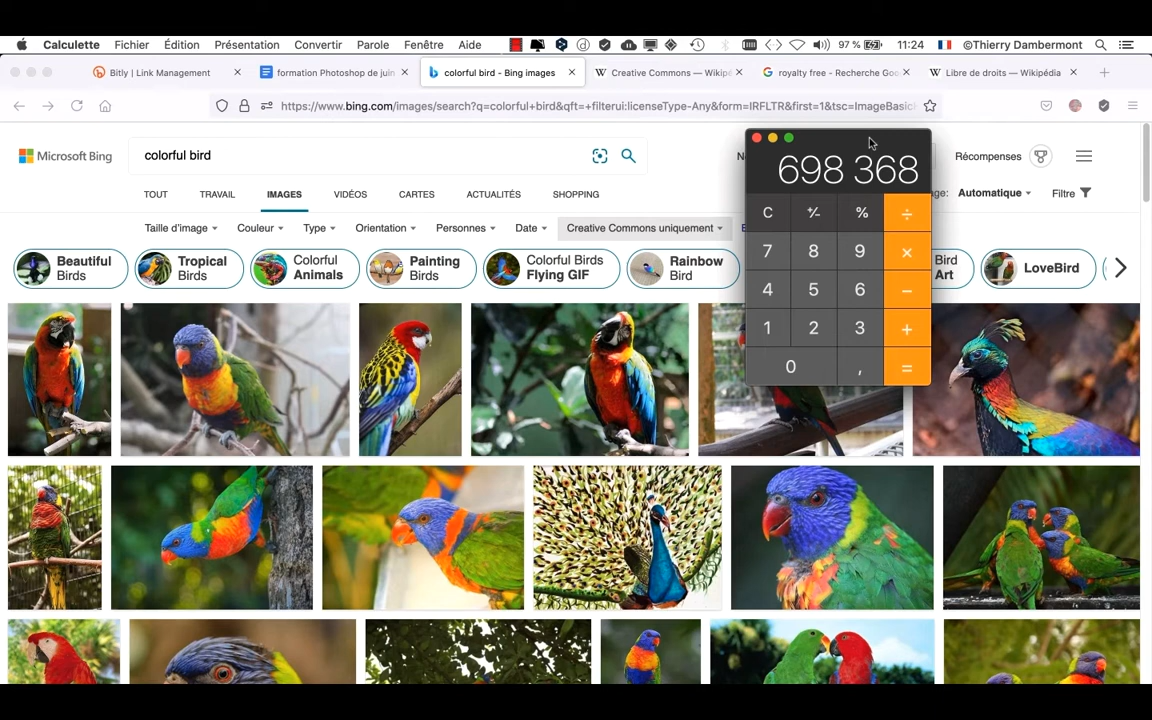 Calculette Fichier Édition Présentation Convertir Parole Fenêtre Aide 97 % 11:24 ©Thierry Dambermont
Bitly | Link Management formation Photoshop de juin colorful bird - Bing images Creative Commons — Wikipé royalty free - Recherche Goo Libre de droits — Wikipédia
https://www.bing.com/images/search?q=colorful+bird&qft=+filterui:licenseType-Any&form=IRFLTR&first=1&tsc=ImageBasic
Microsoft Bing colorful bird Récompenses
TOUT TRAVAIL IMAGES VIDÉOS CARTES ACTUALITÉS SHOPPING Automatique Filtre
Taille d'image Couleur Type Orientation Personnes Date Creative Commons uniquement
Beautiful Birds
Tropical Birds
Colorful Animals
Painting Birds
Colorful Birds Flying GIF
Rainbow Bird
Bird Art
LoveBird
698 368
C +/- % ÷
7 8 9 ×
4 5 6 −
1 2 3 +
0 , =